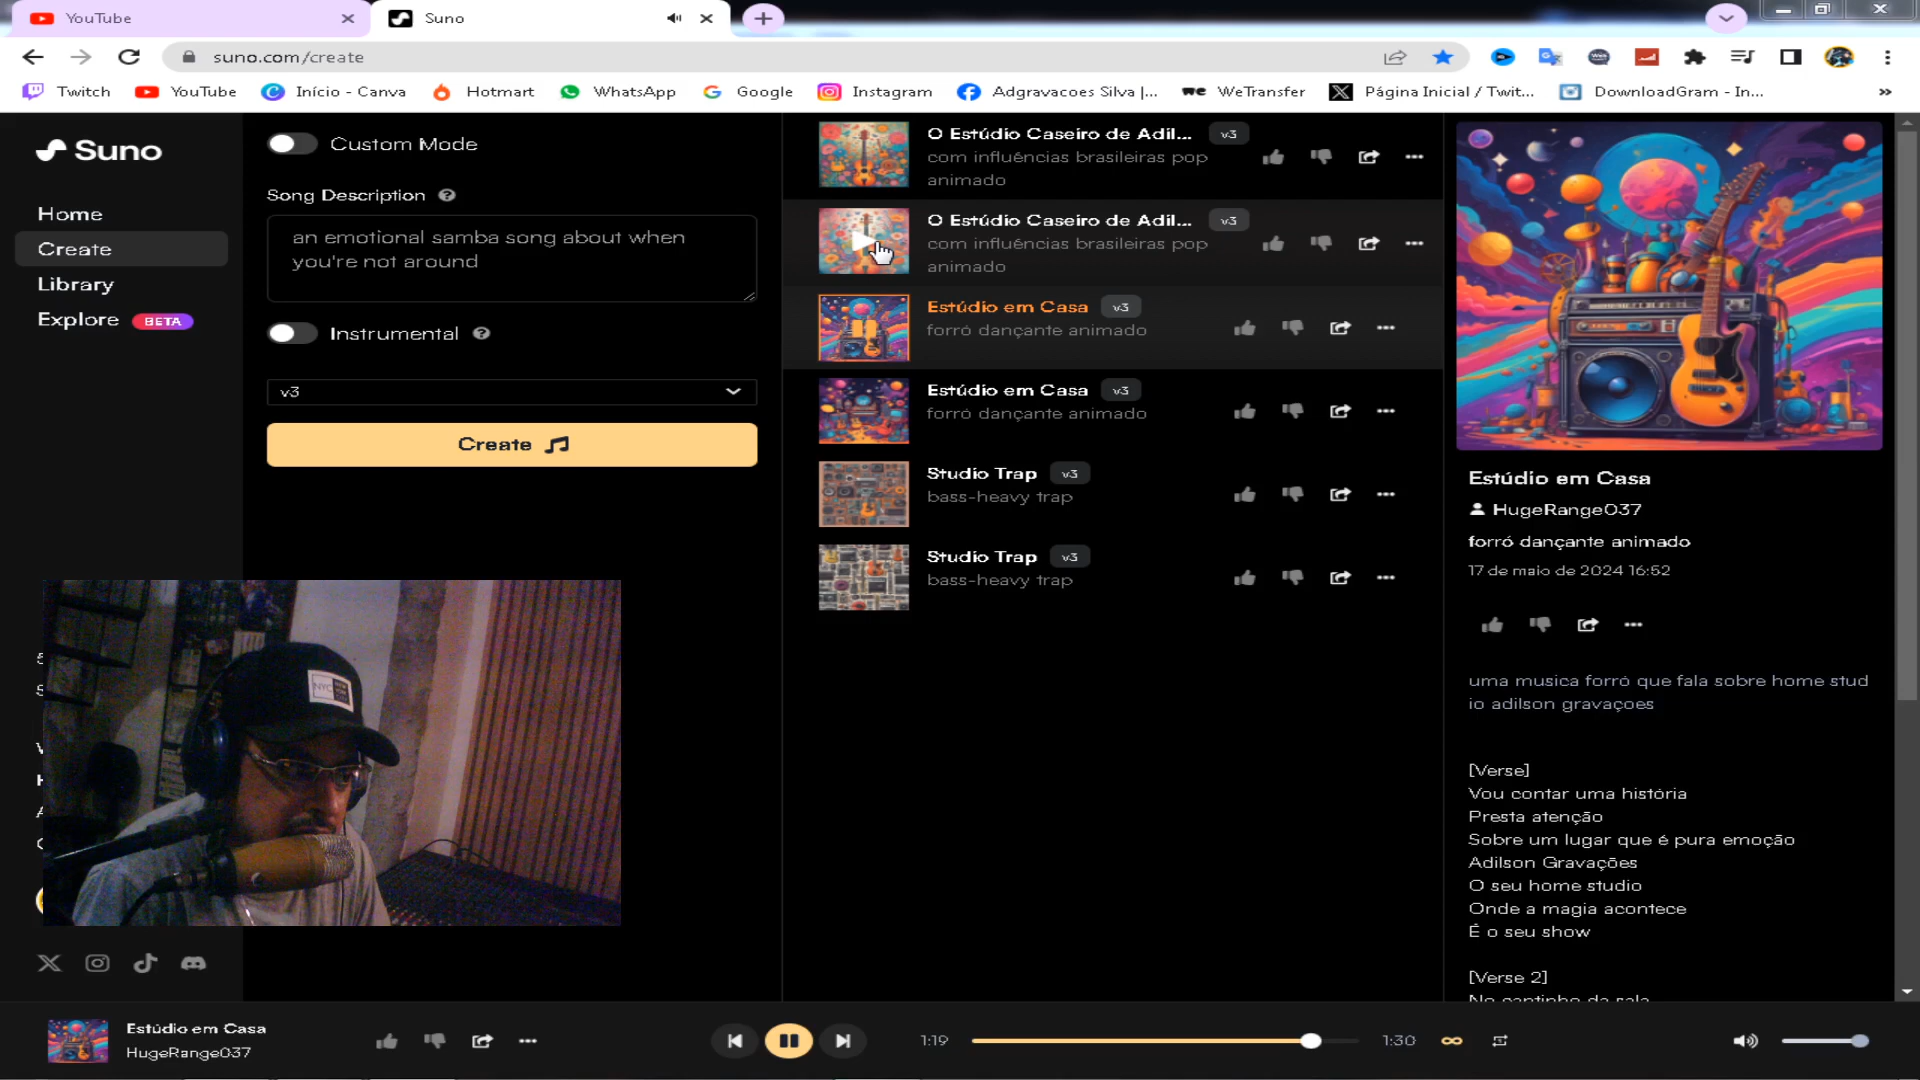 YouTube
Suno
suno.com/create
Twitch
YouTube
Início - Canva
Hotmart
WhatsApp
Google
Instagram
Adgravacoes Silva |...
WeTransfer
Página Inicial / Twit...
DownloadGram - In...
»
Suno
Home
Create
Library
Explore BETA
Custom Mode
Song Description
an emotional samba song about when
you're not around
Instrumental
v3
Create
O Estúdio Caseiro de Adil... v3
com influências brasileiras pop
animado
O Estúdio Caseiro de Adil... v3
com influências brasileiras pop
animado
Estúdio em Casa v3
forró dançante animado
Estúdio em Casa v3
forró dançante animado
Studio Trap v3
bass-heavy trap
Studio Trap v3
bass-heavy trap
Estúdio em Casa
HugeRange037
forró dançante animado
17 de maio de 2024 16:52
uma musica forró que fala sobre home stud
io adilson gravaçoes
[Verse]
Vou contar uma história
Presta atenção
Sobre um lugar que é pura emoção
Adilson Gravações
O seu home studio
Onde a magia acontece
É o seu show
[Verse 2]
No cantinho da sala
NYC
Estúdio em Casa
HugeRange037
1:19
1:30